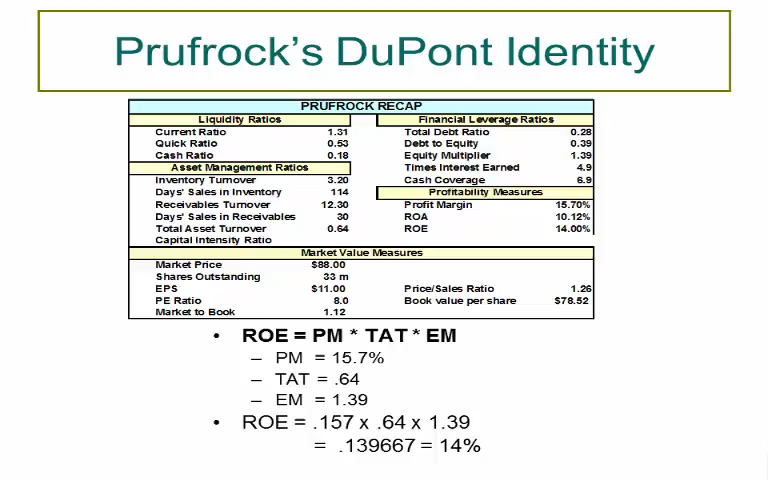 Prufrock's DuPont Identity
PRUFROCK RECAP
Liquidity Ratios
Current Ratio 1.31
Quick Ratio 0.53
Cash Ratio 0.18
Asset Management Ratios
Inventory Turnover 3.20
Days' Sales in Inventory 114
Receivables Turnover 12.30
Days' Sales in Receivables 30
Total Asset Turnover 0.64
Capital Intensity Ratio
Financial Leverage Ratios
Total Debt Ratio 0.28
Debt to Equity 0.39
Equity Multiplier 1.39
Times Interest Earned 4.9
Cash Coverage 6.9
Profitability Measures
Profit Margin 15.70%
ROA 10.12%
ROE 14.00%
Market Value Measures
Market Price $88.00
Shares Outstanding 33 m
EPS $11.00 Price/Sales Ratio 1.26
PE Ratio 8.0 Book value per share $78.52
Market to Book 1.12
• ROE = PM * TAT * EM
– PM = 15.7%
– TAT = .64
– EM = 1.39
• ROE = .157 x .64 x 1.39
= .139667 = 14%